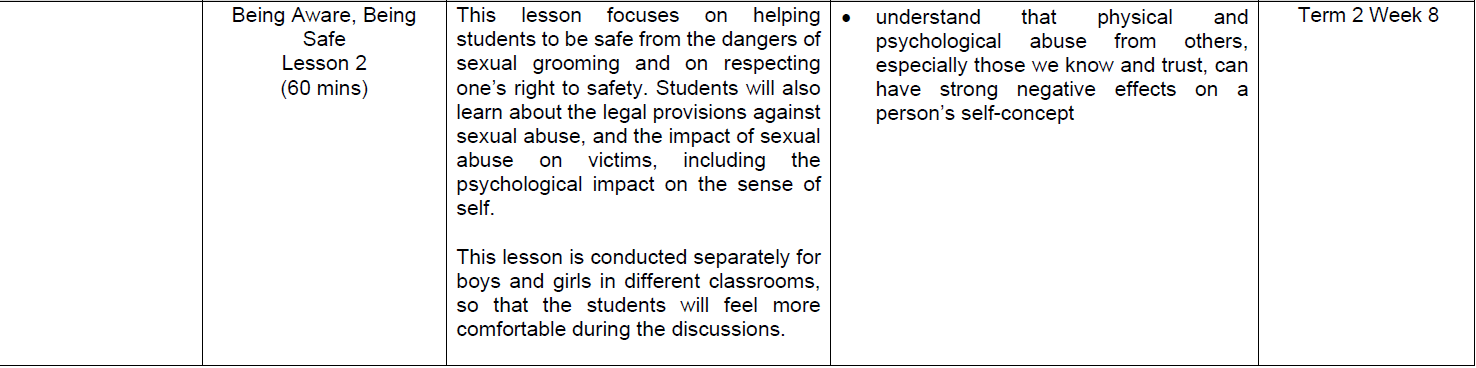 Being Aware, Being
Safe
Lesson 2
(60 mins)
This lesson focuses on helping
students to be safe from the dangers of
sexual grooming and on respecting
one's right to safety. Students will also
learn about the legal provisions against
sexual abuse, and the impact of sexual
abuse on victims, including the
psychological impact on the sense of
self.
This lesson is conducted separately for
boys and girls in different classrooms,
so that the students will feel more
comfortable during the discussions.
• understand that physical and
psychological abuse from others,
especially those we know and trust, can
have strong negative effects on a
person's self-concept
Term 2 Week 8